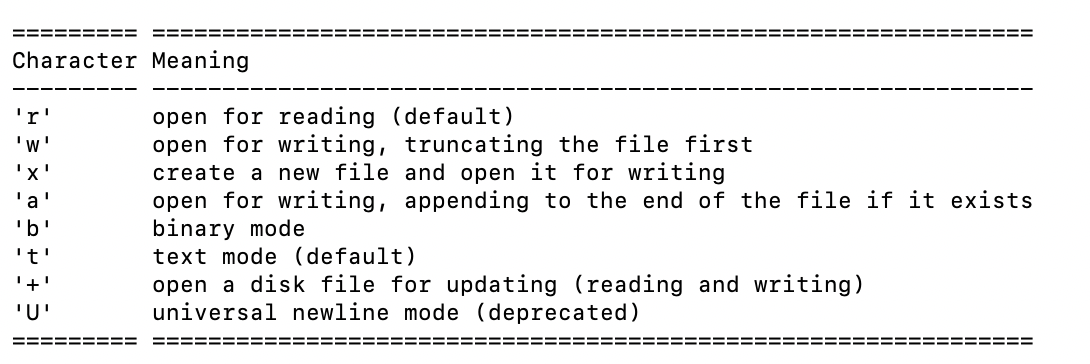 ========= ===============================================================
Character Meaning
--------- ---------------------------------------------------------------
'r'       open for reading (default)
'w'       open for writing, truncating the file first
'x'       create a new file and open it for writing
'a'       open for writing, appending to the end of the file if it exists
'b'       binary mode
't'       text mode (default)
'+'       open a disk file for updating (reading and writing)
'U'       universal newline mode (deprecated)
========= ===============================================================